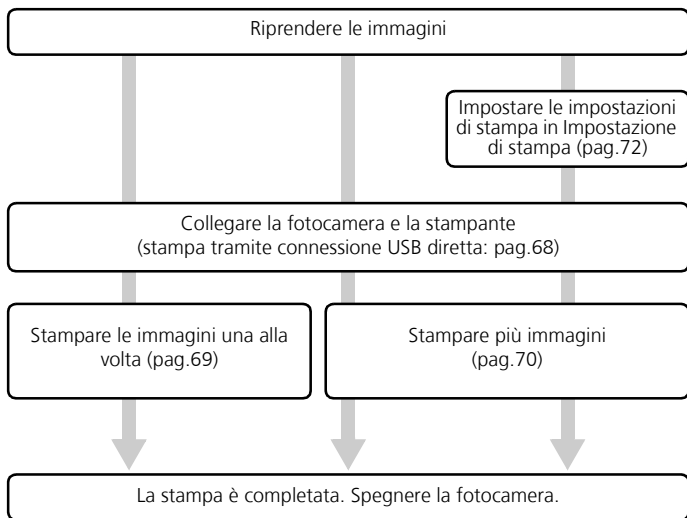 Riprendere le immagini
Impostare le impostazioni
di stampa in Impostazione
di stampa (pag.72)
Collegare la fotocamera e la stampante
(stampa tramite connessione USB diretta: pag.68)
Stampare le immagini una alla
volta (pag.69)
Stampare più immagini
(pag.70)
La stampa è completata. Spegnere la fotocamera.